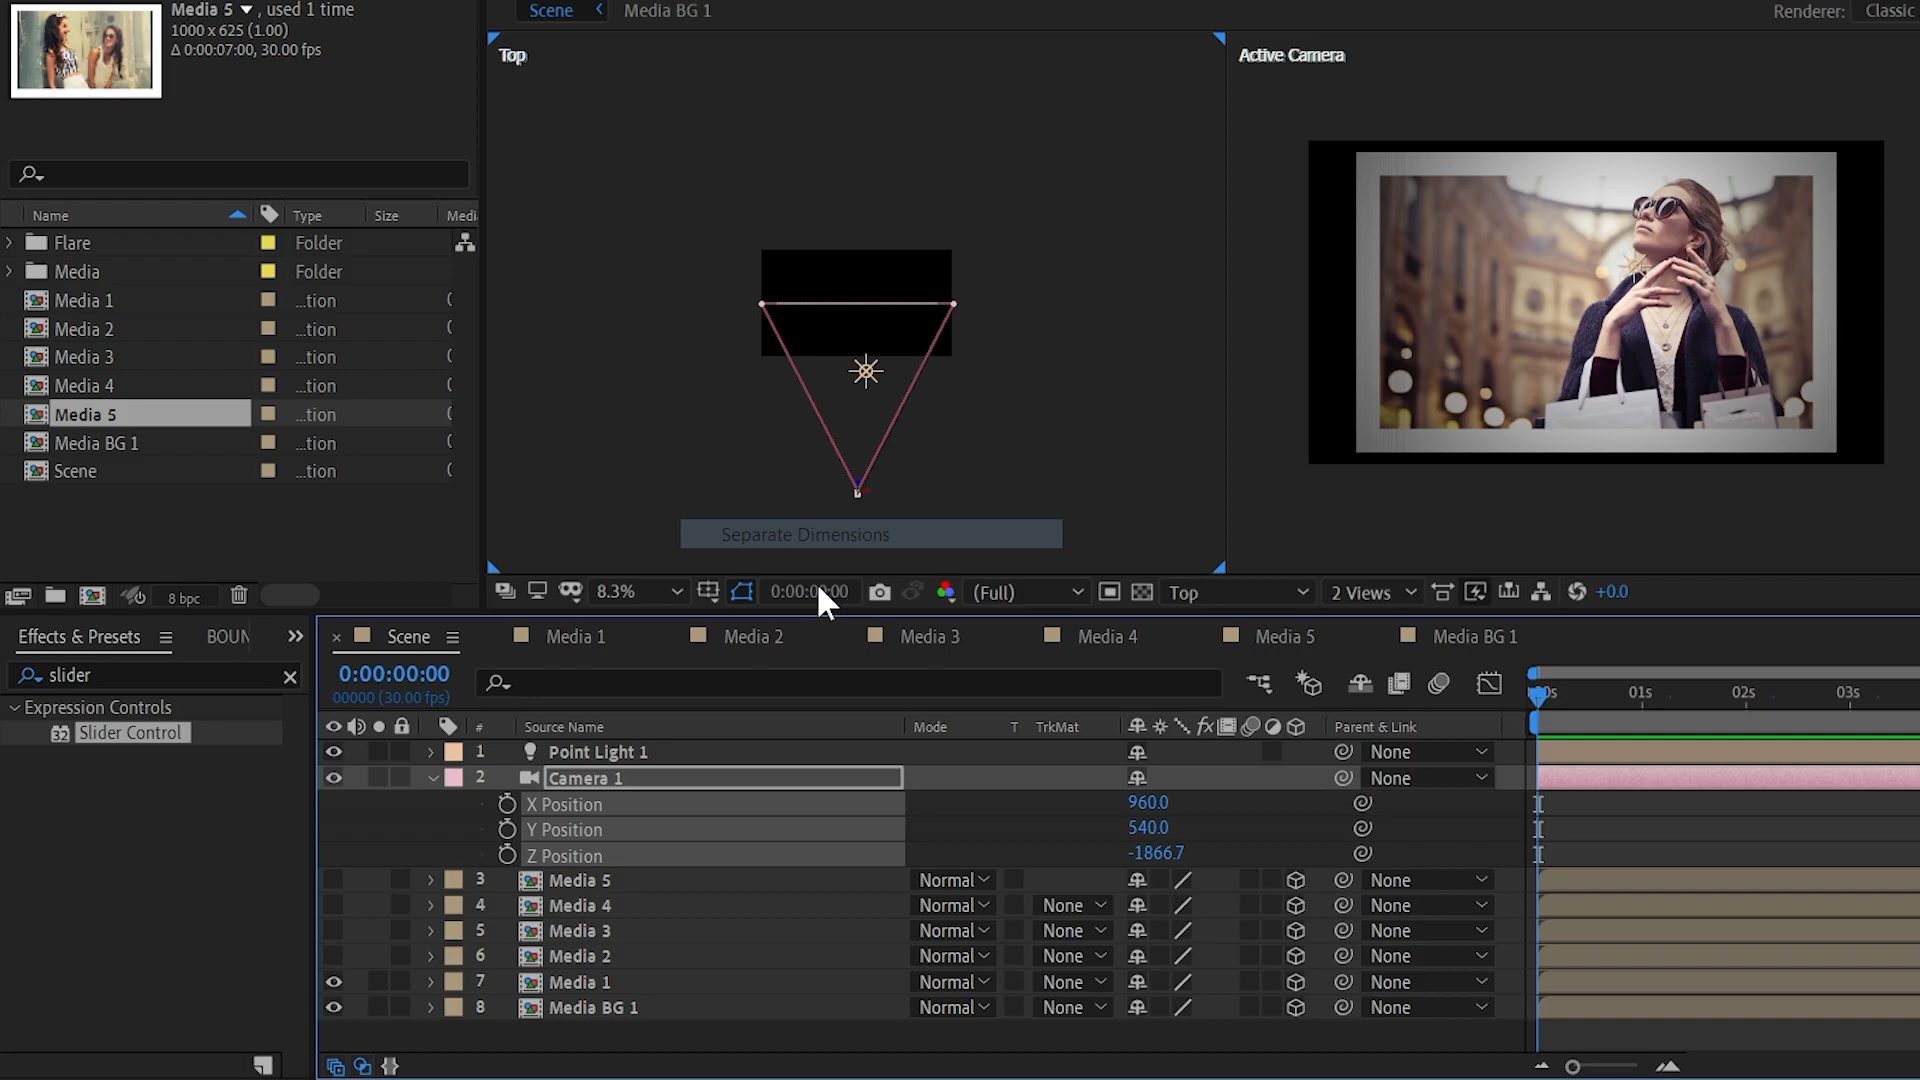 Media 5 , used 1 time
1000 x 625 (1.00)
Δ 0:00:07:00, 30.00 fps
Scene
Media BG 1
Renderer:
Classic
Top
Active Camera
Name
Type
Size
Medi
Flare
Folder
Media
Folder
Media 1
...tion
Media 2
...tion
Media 3
...tion
Media 4
...tion
Media 5
...tion
Media BG 1
...tion
Scene
...tion
Separate Dimensions
8 bpc
8.3%
0:00:00:00
(Full)
Top
2 Views
+0.0
Effects & Presets
BOUN
Scene
Media 1
Media 2
Media 3
Media 4
Media 5
Media BG 1
slider
Expression Controls
32 Slider Control
0:00:00:00
00000 (30.00 fps)
01s
02s
03s
#
Source Name
Mode
T
TrkMat
fx
Parent & Link
1
Point Light 1
None
2
Camera 1
None
X Position
960.0
Y Position
540.0
Z Position
-1866.7
3
Media 5
Normal
None
4
Media 4
Normal
None
None
5
Media 3
Normal
None
None
6
Media 2
Normal
None
None
7
Media 1
Normal
None
None
8
Media BG 1
Normal
None
None